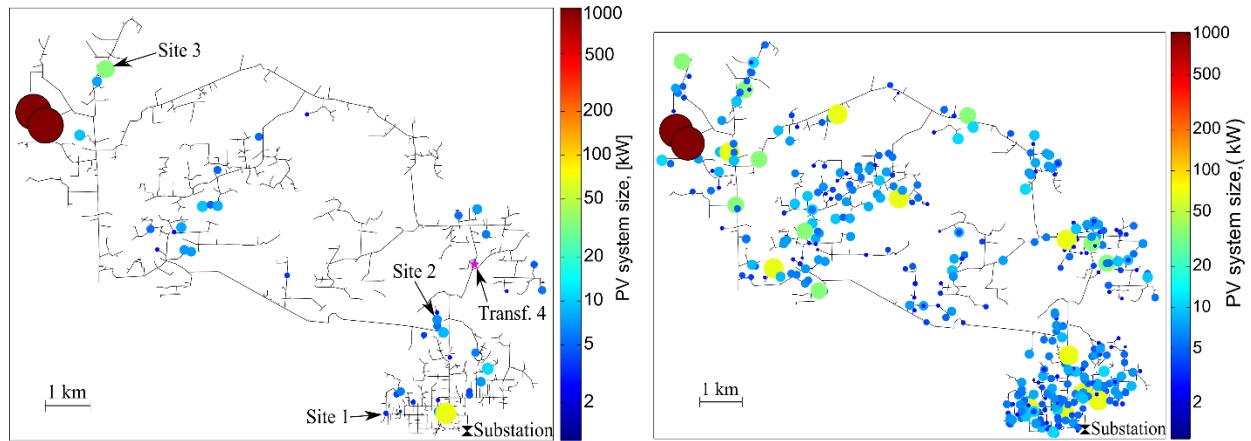 Site 3
Site 2
Transf. 4
1 km
Site 1
Substation
1000
500
200
100
50
20
10
5
2
PV system size, [kW]
1 km
Substation
1000
500
200
100
50
20
10
5
2
PV system size,( kW)